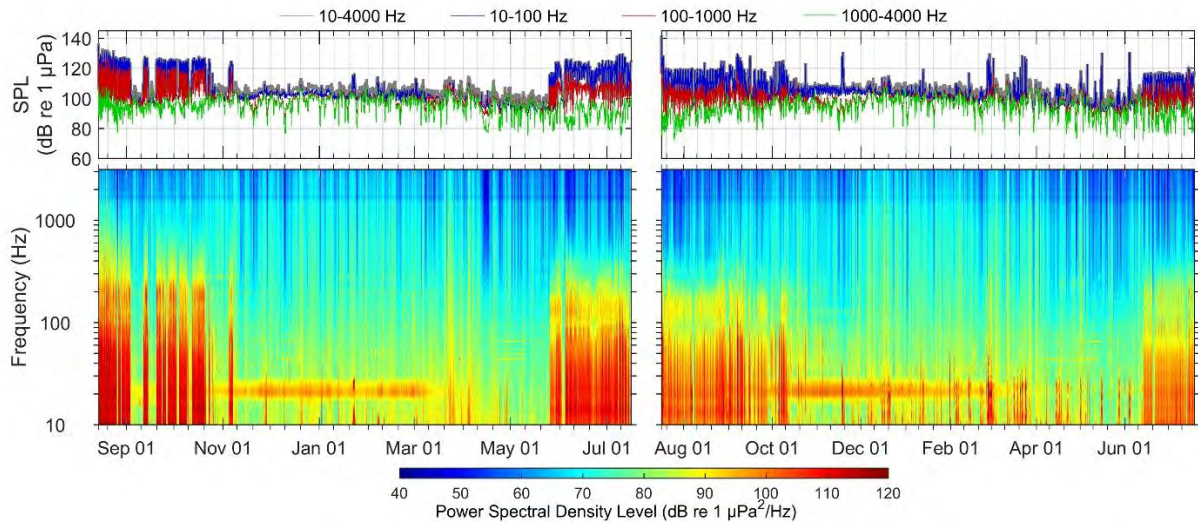 10-4000 Hz 10-100 Hz 100-1000 Hz 1000-4000 Hz
140
120
100
80
60
SPL
(dB re 1 µPa)
1000
100
10
Frequency (Hz)
Sep 01 Nov 01 Jan 01 Mar 01 May 01 Jul 01 Aug 01 Oct 01 Dec 01 Feb 01 Apr 01 Jun 01
40 50 60 70 80 90 100 110 120
Power Spectral Density Level (dB re 1 µPa²/Hz)